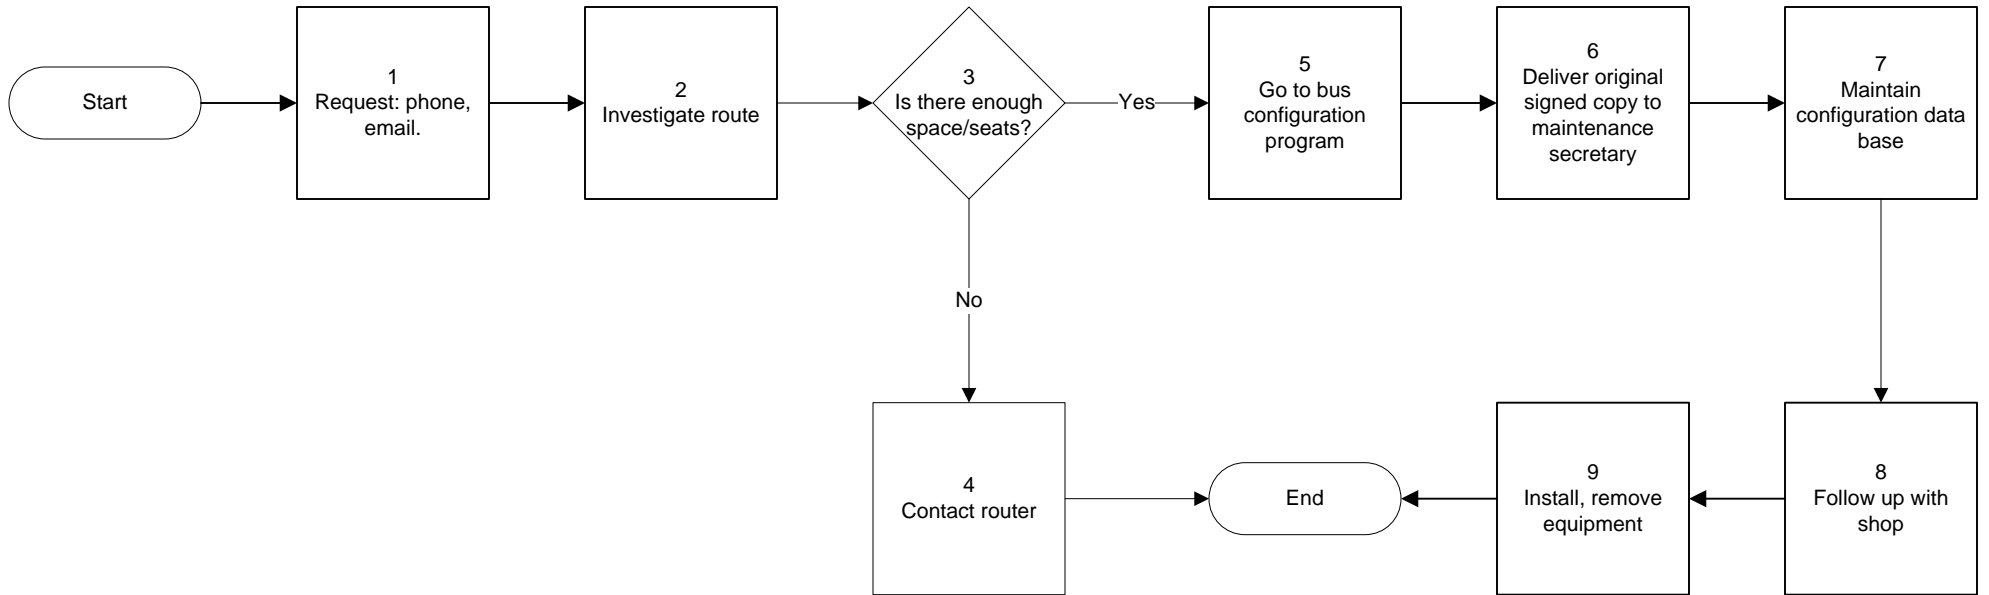 Start
1
Request: phone,
email.
2
Investigate route
3
Is there enough
space/seats?
Yes
5
Go to bus
configuration
program
6
Deliver original
signed copy to
maintenance
secretary
7
Maintain
configuration data
base
No
4
Contact router
End
9
Install, remove
equipment
8
Follow up with
shop